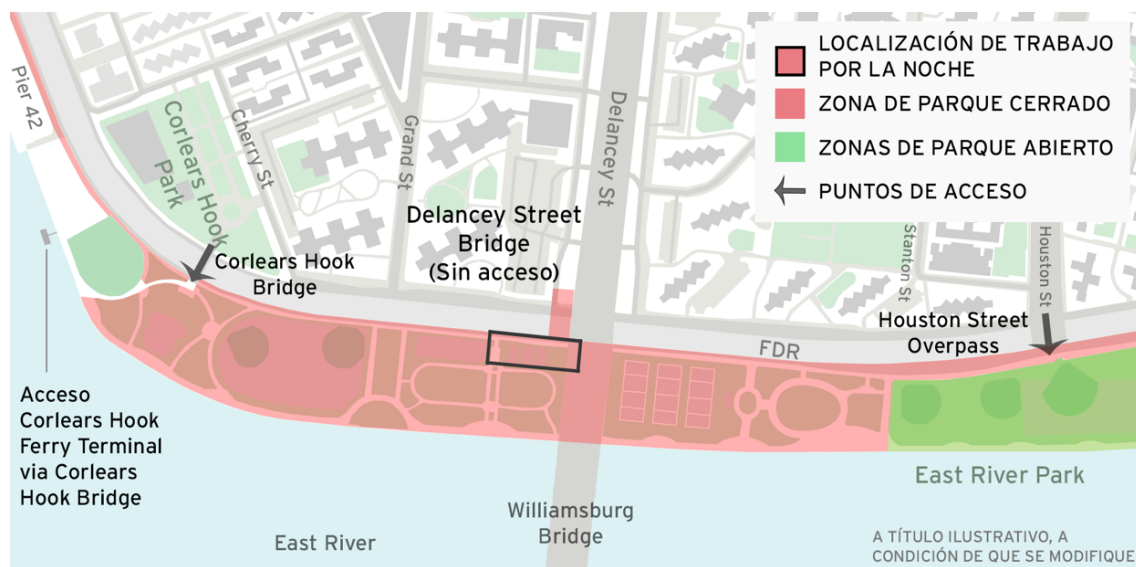 LOCALIZACIÓN DE TRABAJO
POR LA NOCHE
ZONA DE PARQUE CERRADO
ZONAS DE PARQUE ABIERTO
PUNTOS DE ACCESO
Pier 42
Corlears Hook
Park
Cherry St
Grand St
Delancey St
Stanton St
Houston St
Delancey Street
Bridge
(Sin acceso)
Corlears Hook
Bridge
Houston Street
Overpass
FDR
Acceso
Corlears Hook
Ferry Terminal
via Corlears
Hook Bridge
East River Park
Williamsburg
Bridge
East River
A TÍTULO ILUSTRATIVO, A
CONDICIÓN DE QUE SE MODIFIQUE